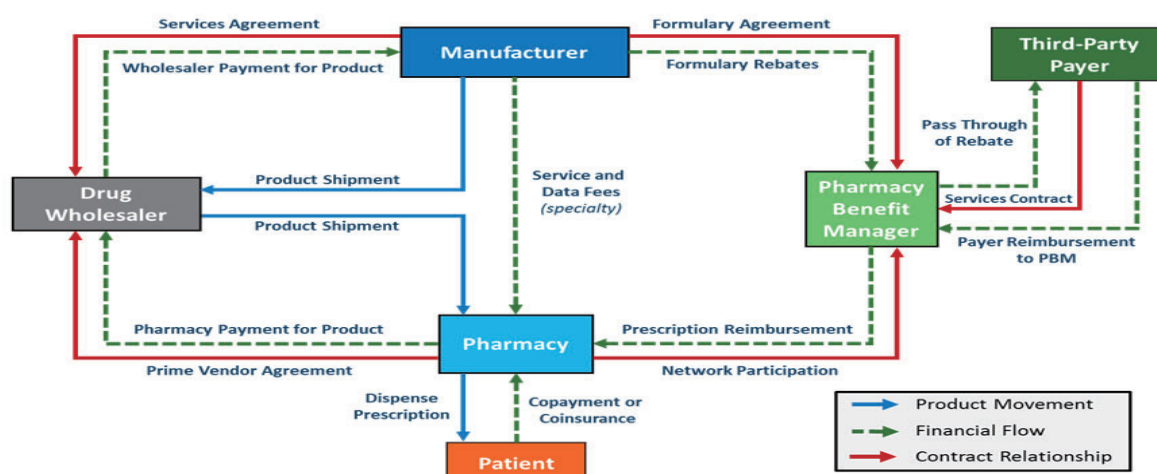 Services Agreement
Formulary Agreement
Manufacturer
Third-Party
Payer
Wholesaler Payment for Product
Formulary Rebates
Pass Through
of Rebate
Product Shipment
Service and
Data Fees
(specialty)
Drug
Wholesaler
Pharmacy
Benefit
Manager
Services Contract
Product Shipment
Payer Reimbursement
to PBM
Pharmacy Payment for Product
Pharmacy
Prescription Reimbursement
Prime Vendor Agreement
Network Participation
Dispense
Prescription
Copayment or
Coinsurance
Patient
Product Movement
Financial Flow
Contract Relationship